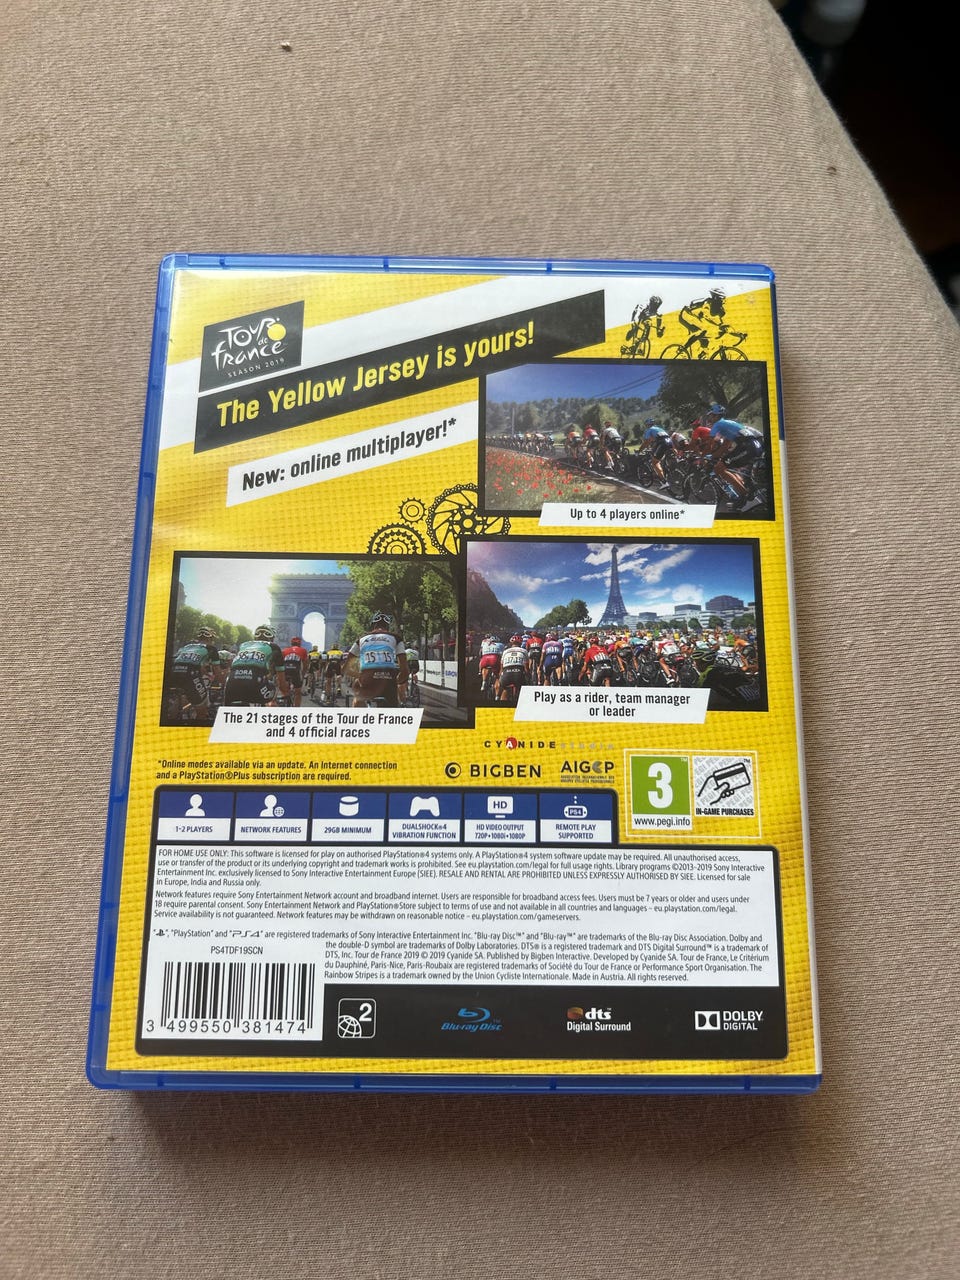 TOUR
de
france
SEASON 2019
The Yellow Jersey is yours!
New: online multiplayer!*
Up to 4 players online*
The 21 stages of the Tour de France
and 4 official races
Play as a rider, team manager
or leader
*Online modes available via an update. An Internet connection
and a PlayStation®Plus subscription are required.
CYANIDE STUDIO
BIGBEN
AIGCP
3
www.pegi.info
IN-GAME PURCHASES
1-2 PLAYERS
NETWORK FEATURES
29GB MINIMUM
DUALSHOCK®4
VIBRATION FUNCTION
HD
HD VIDEO OUTPUT
720P•1080i•1080P
PS4
REMOTE PLAY
SUPPORTED
FOR HOME USE ONLY: This software is licensed for play on authorised PlayStation®4 systems only. A PlayStation®4 system software update may be required. All unauthorised access,
use or transfer of the product or its underlying copyright and trademark works is prohibited. See eu.playstation.com/legal for full usage rights. Library programs ©2013-2019 Sony Interactive
Entertainment Inc. exclusively licensed to Sony Interactive Entertainment Europe (SIEE). RESALE AND RENTAL ARE PROHIBITED UNLESS EXPRESSLY AUTHORISED BY SIEE. Licensed for sale
in Europe, India and Russia only.
Network features require Sony Entertainment Network account and broadband internet. Users are responsible for broadband access fees. Users must be 7 years or older and users under
18 require parental consent. Sony Entertainment Network and PlayStation®Store subject to terms of use and not available in all countries and languages – eu.playstation.com/legal.
Service availability is not guaranteed. Network features may be withdrawn on reasonable notice – eu.playstation.com/gameservers.
", "PlayStation" and "PS4" are registered trademarks of Sony Interactive Entertainment Inc. "Blu-ray Disc™" and "Blu-ray™" are trademarks of the Blu-ray Disc Association. Dolby and
the double-D symbol are trademarks of Dolby Laboratories. DTS® is a registered trademark and DTS Digital Surround™ is a trademark of
DTS, Inc. Tour de France 2019 © 2019 Cyanide SA. Published by Bigben Interactive. Developed by Cyanide SA. Tour de France, Le Critérium
du Dauphiné, Paris-Nice, Paris-Roubaix are registered trademarks of Société du Tour de France or Performance Sport Organisation. The
Rainbow Stripes is a trademark owned by the Union Cycliste Internationale. Made in Austria. All rights reserved.
PS4TDF19SCN
3 499550 381474
2
Blu-ray Disc
dts
Digital Surround
DOLBY
DIGITAL